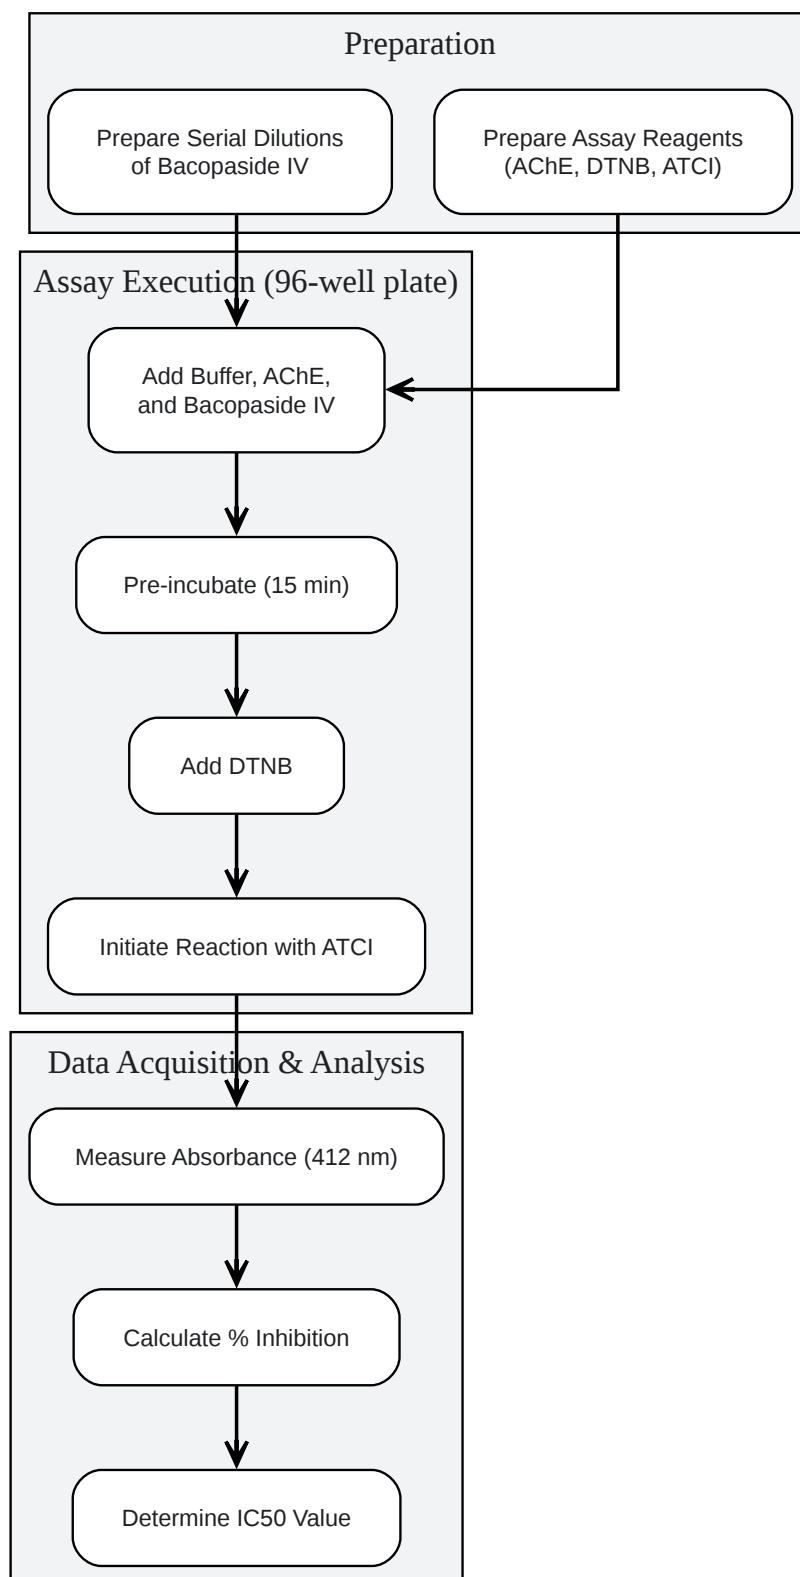 Preparation
Prepare Serial Dilutions
of Bacopaside IV
Prepare Assay Reagents
(AChE, DTNB, ATCI)
Assay Execution (96-well plate)
Add Buffer, AChE,
and Bacopaside IV
Pre-incubate (15 min)
Add DTNB
Initiate Reaction with ATCI
Data Acquisition & Analysis
Measure Absorbance (412 nm)
Calculate % Inhibition
Determine IC50 Value